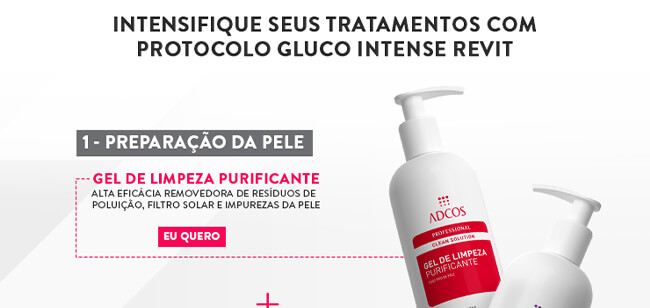 INTENSIFIQUE SEUS TRATAMENTOS COM
PROTOCOLO GLUCO INTENSE REVIT
1 - PREPARAÇÃO DA PELE
GEL DE LIMPEZA PURIFICANTE
ALTA EFICÁCIA REMOVEDORA DE RESÍDUOS DE
POLUIÇÃO, FILTRO SOLAR E IMPUREZAS DA PELE
EU QUERO
+
ADCOS
PROFESSIONAL
CLEAN SOLUTION
GEL DE LIMPEZA
PURIFICANTE